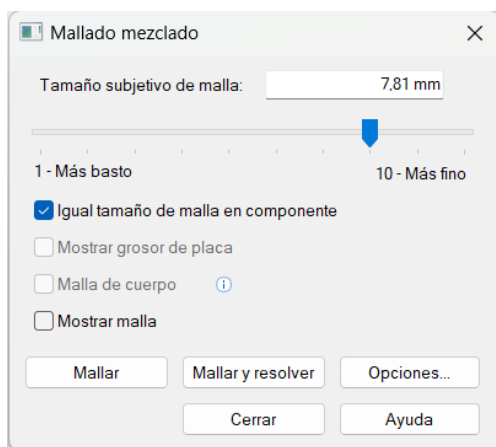 Mallado mezclado
Tamaño subjetivo de malla: 7,81 mm
1 - Más basto 10 - Más fino
Igual tamaño de malla en componente
Mostrar grosor de placa
Malla de cuerpo
Mostrar malla
Mallar Mallar y resolver Opciones...
Cerrar Ayuda